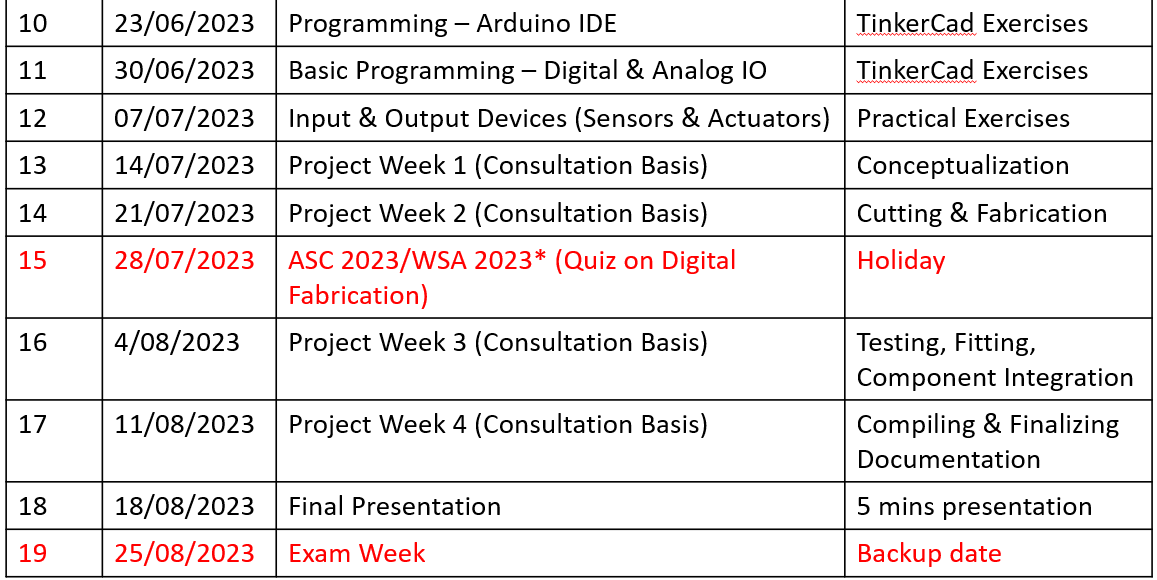 10 23/06/2023 Programming – Arduino IDE TinkerCad Exercises
11 30/06/2023 Basic Programming – Digital & Analog IO TinkerCad Exercises
12 07/07/2023 Input & Output Devices (Sensors & Actuators) Practical Exercises
13 14/07/2023 Project Week 1 (Consultation Basis) Conceptualization
14 21/07/2023 Project Week 2 (Consultation Basis) Cutting & Fabrication
15 28/07/2023 ASC 2023/WSA 2023* (Quiz on Digital Holiday
Fabrication)
16 4/08/2023 Project Week 3 (Consultation Basis) Testing, Fitting,
Component Integration
17 11/08/2023 Project Week 4 (Consultation Basis) Compiling & Finalizing
Documentation
18 18/08/2023 Final Presentation 5 mins presentation
19 25/08/2023 Exam Week Backup date